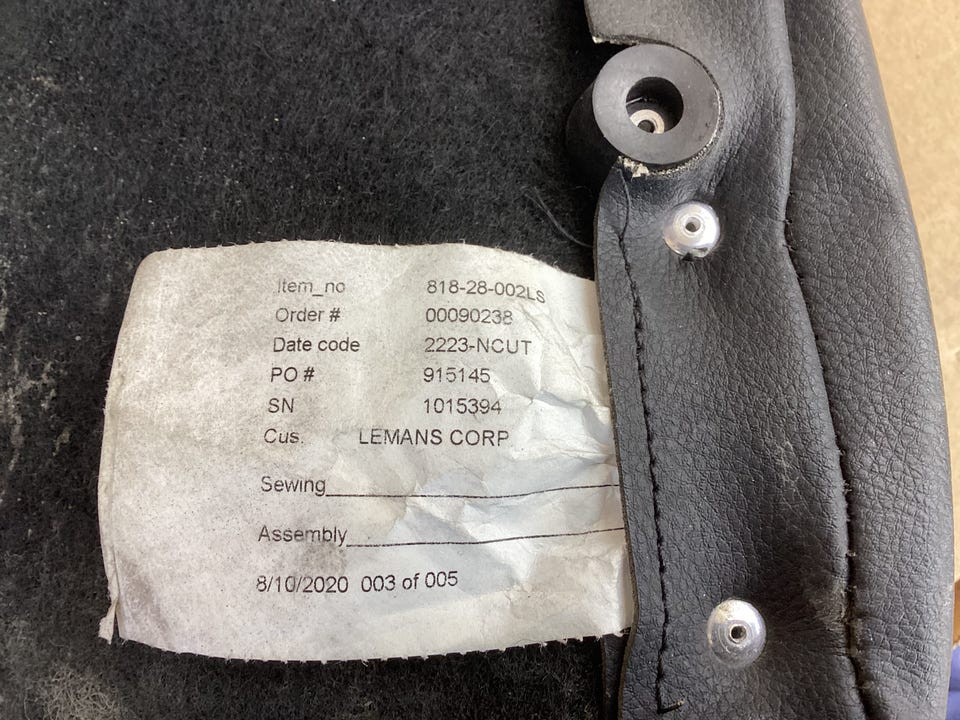 Item_no 818-28-002LS
Order # 00090238
Date code 2223-NCUT
PO # 915145
SN 1015394
Cus. LEMANS CORP
Sewing
Assembly
8/10/2020 003 of 005